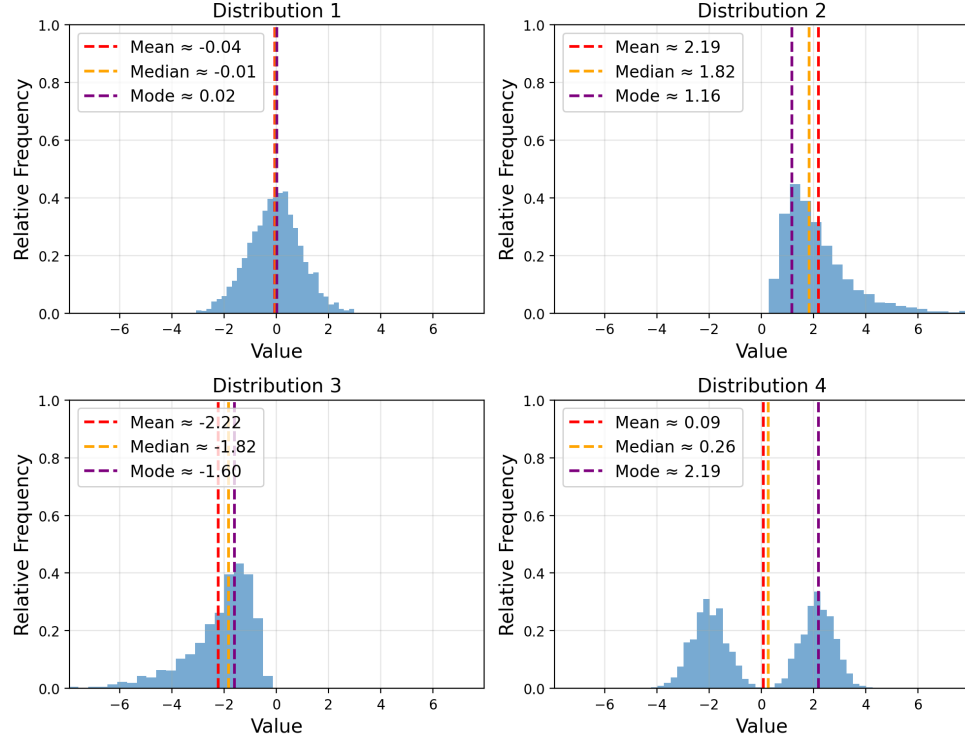 Distribution 1
Relative Frequency
1.0
0.8
0.6
0.4
0.2
0.0
Mean ≈ -0.04
Median ≈ -0.01
Mode ≈ 0.02
−6 −4 −2 0 2 4 6
Value
Distribution 2
Relative Frequency
1.0
0.8
0.6
0.4
0.2
0.0
Mean ≈ 2.19
Median ≈ 1.82
Mode ≈ 1.16
−6 −4 −2 0 2 4 6
Value
Distribution 3
Relative Frequency
1.0
0.8
0.6
0.4
0.2
0.0
Mean ≈ -2.22
Median ≈ -1.82
Mode ≈ -1.60
−6 −4 −2 0 2 4 6
Value
Distribution 4
Relative Frequency
1.0
0.8
0.6
0.4
0.2
0.0
Mean ≈ 0.09
Median ≈ 0.26
Mode ≈ 2.19
−6 −4 −2 0 2 4 6
Value